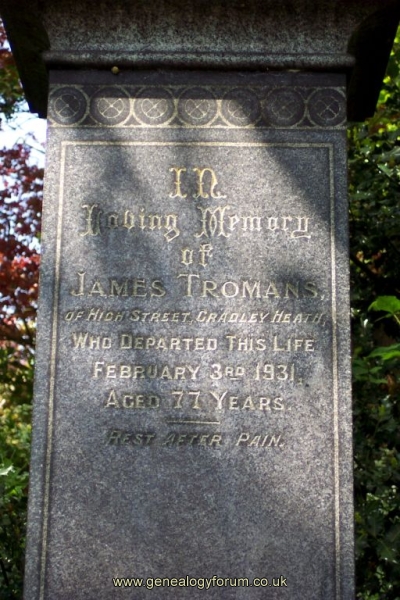 In
Loving Memory
of
James Tromans,
of High Street, Cradley Heath,
Who Departed This Life
February 3rd 1931,
Aged 77 Years.
Rest after Pain.
www.genealogyforum.co.uk